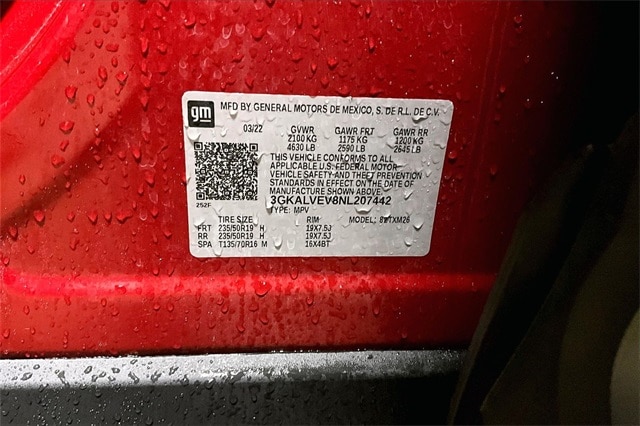 gm
MFD BY GENERAL MOTORS DE MEXICO, S. DE R.L. DE C.V.
03/22 GVWR GAWR FRT GAWR RR
2100 KG 1175 KG 1200 KG
4630 LB 2590 LB 2645 LB
THIS VEHICLE CONFORMS TO ALL
APPLICABLE U.S. FEDERAL MOTOR
VEHICLE SAFETY AND THEFT PREVENTION
STANDARDS IN EFFECT ON THE DATE OF
MANUFACTURE SHOWN ABOVE.
252F 3GKALVEV8NL207442
TYPE: MPV
TIRE SIZE RIM MODEL:
FRT 235/50R19 H 19X7.5J
RR 235/50R19 H 19X7.5J
SPA T135/70R16 M 16X4BT